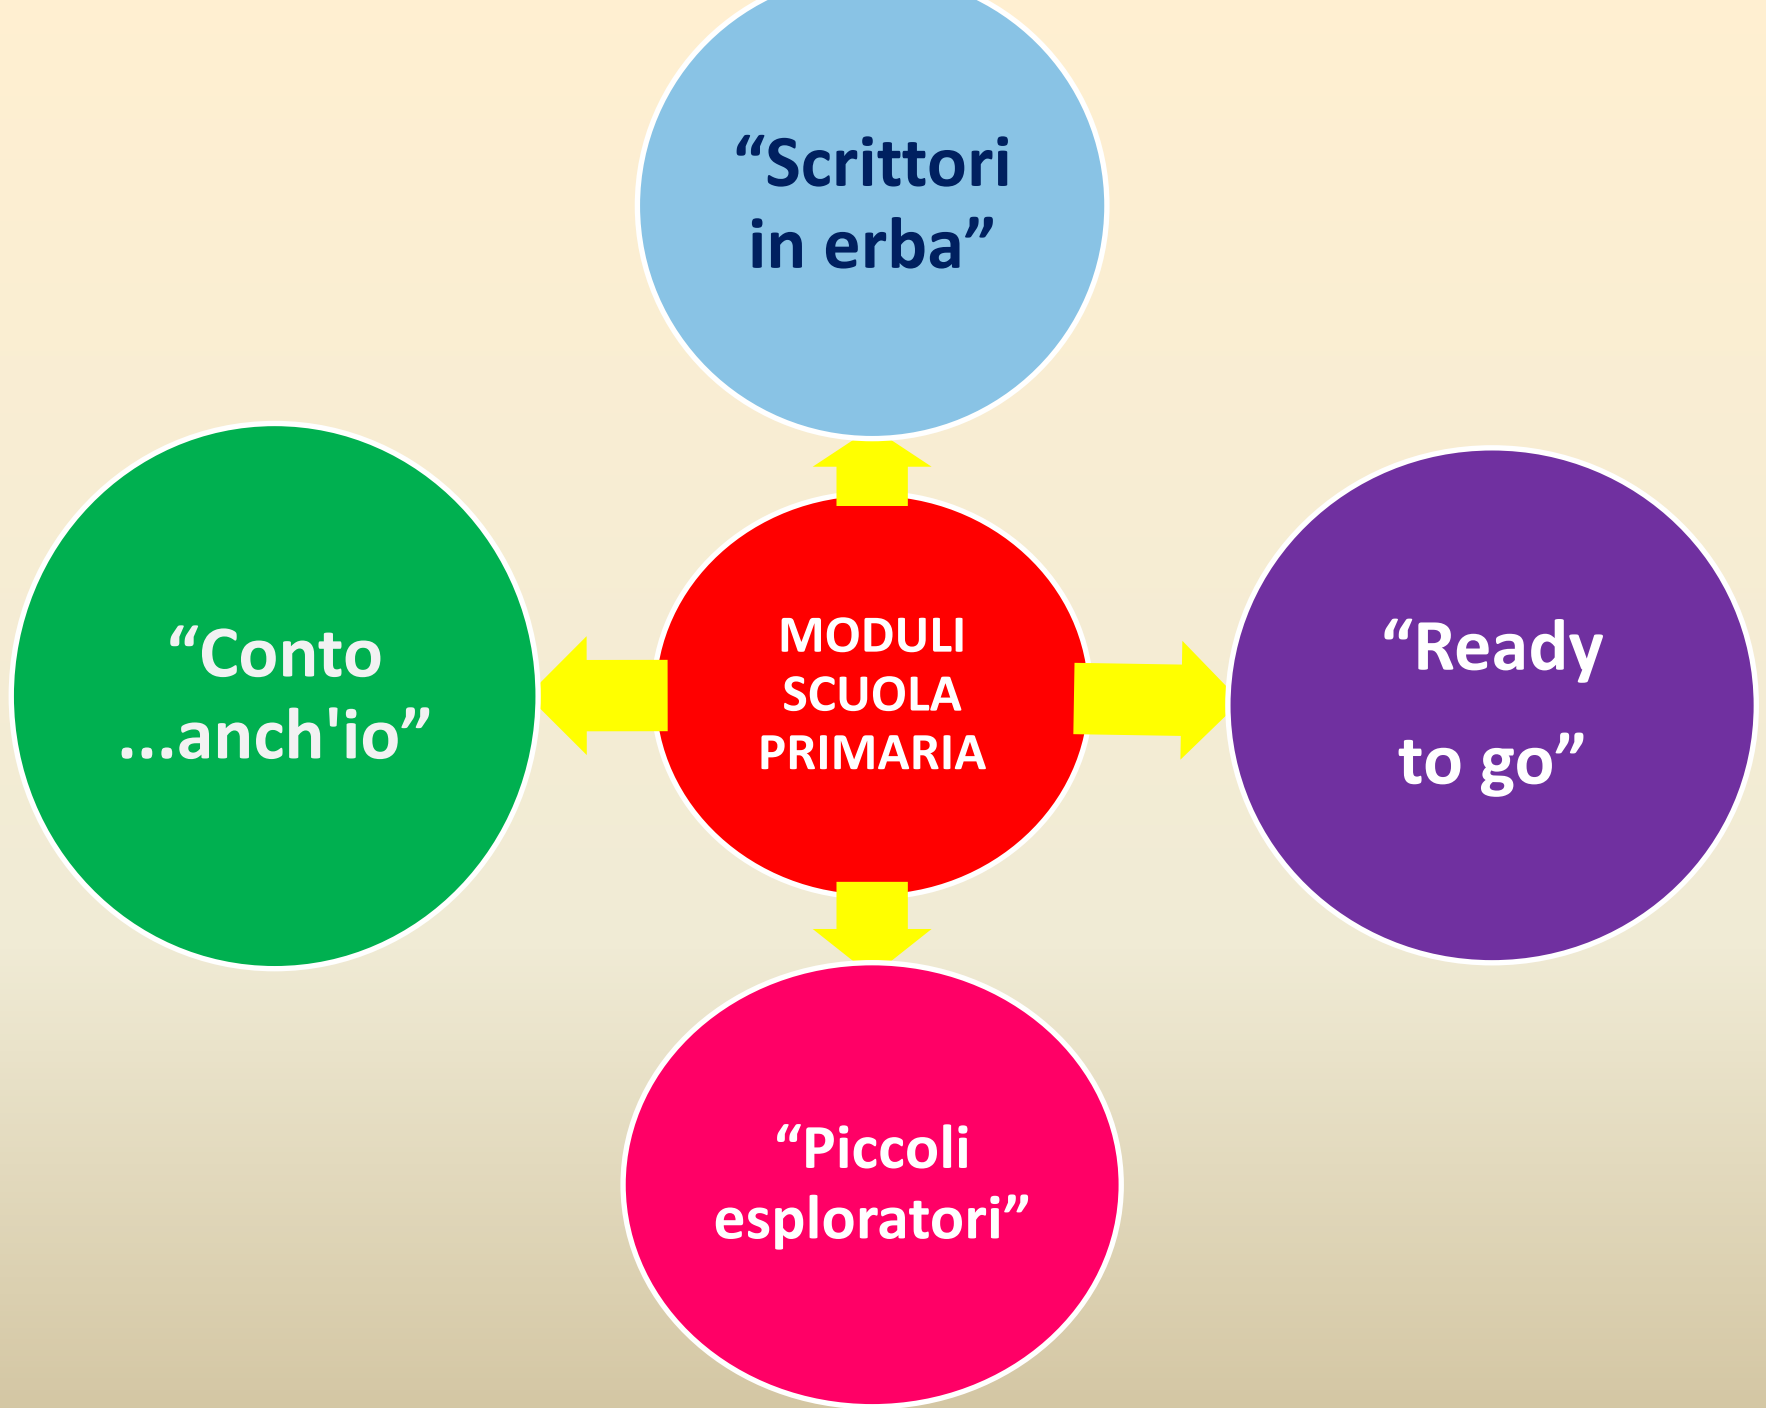 “Scrittori
in erba”
“Conto
...anch'io”
MODULI
SCUOLA
PRIMARIA
“Ready
to go”
“Piccoli
esploratori”